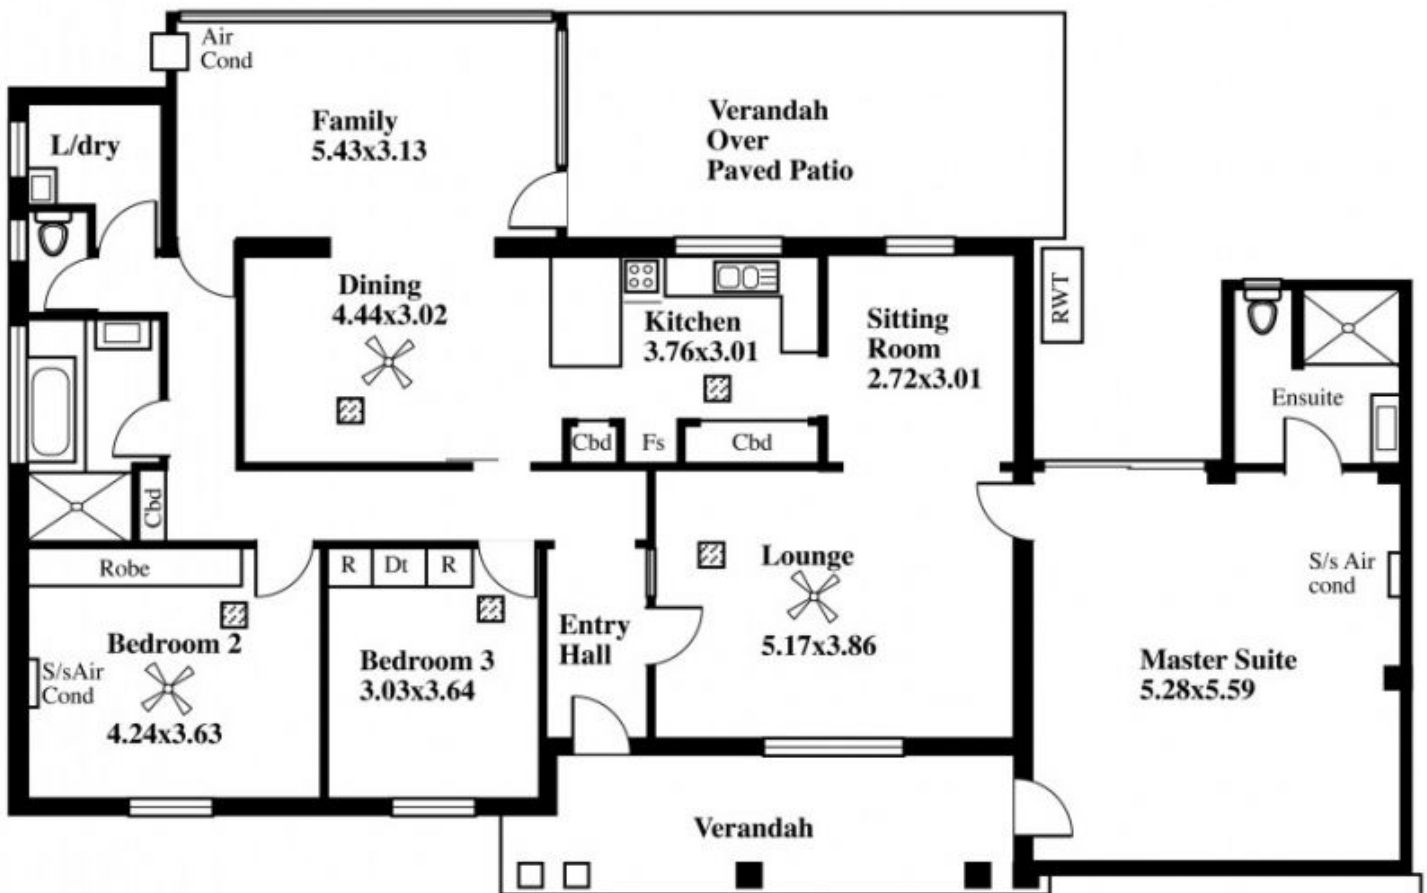 Air
Cond
Family
5.43x3.13
Verandah
Over
Paved Patio
L/dry
Dining
4.44x3.02
Kitchen
3.76x3.01
Sitting
Room
2.72x3.01
RWT
Ensuite
Cbd
Fs
Cbd
Cbd
Robe
R
Dt
R
Lounge
5.17x3.86
S/s Air
cond
Entry
Hall
Bedroom 2
S/sAir
Cond
4.24x3.63
Bedroom 3
3.03x3.64
Master Suite
5.28x5.59
Verandah